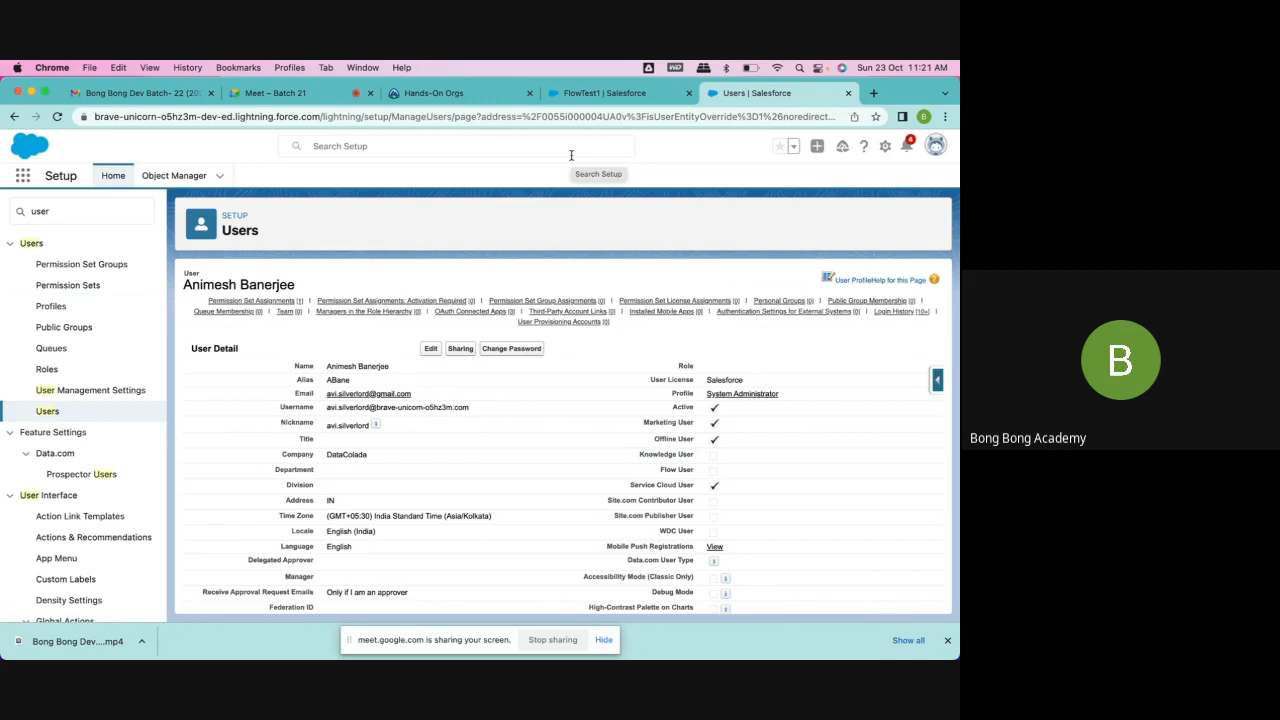 Chrome File Edit View History Bookmarks Profiles Tab Window Help Sun 23 Oct 11:21 AM
Bong Bong Dev Batch- 22 (20: Meet – Batch 21 Hands-On Orgs FlowTest1 | Salesforce Users | Salesforce
brave-unicorn-o5hz3m-dev-ed.lightning.force.com/lightning/setup/ManageUsers/page?address=%2F0055i000004UA0v%3FisUserEntityOverride%3D1%26noredirect...
B
Search Setup
4
Search Setup
Setup Home Object Manager
user
Users
Permission Set Groups
Permission Sets
Profiles
Public Groups
Queues
Roles
User Management Settings
Users
Feature Settings
Data.com
Prospector Users
User Interface
Action Link Templates
Actions & Recommendations
App Menu
Custom Labels
Density Settings
Global Actions
SETUP
Users
User
Animesh Banerjee
User Profile Help for this Page
Permission Set Assignments [1] | Permission Set Assignments: Activation Required [0] | Permission Set Group Assignments [0] | Permission Set License Assignments [0] | Personal Groups [0] | Public Group Membership [0] |
Queue Membership [0] | Team [0] | Managers in the Role Hierarchy [0] | OAuth Connected Apps [3] | Third-Party Account Links [0] | Installed Mobile Apps [0] | Authentication Settings for External Systems [0] | Login History [10+] |
User Provisioning Accounts [0]
User Detail Edit Sharing Change Password
Name Animesh Banerjee Role
Alias ABane User License Salesforce
Email avi.silverlord@gmail.com Profile System Administrator
Username avi.silverlord@brave-unicorn-o5hz3m.com Active
Nickname avi.silverlord i Marketing User
Title Offline User
Company DataColada Knowledge User
Department Flow User
Division Service Cloud User
Address IN Site.com Contributor User
Time Zone (GMT+05:30) India Standard Time (Asia/Kolkata) Site.com Publisher User
Locale English (India) WDC User
Language English Mobile Push Registrations View
Delegated Approver Data.com User Type i
Manager Accessibility Mode (Classic Only) i
Receive Approval Request Emails Only if I am an approver Debug Mode i
Federation ID High-Contrast Palette on Charts i
Bong Bong Dev....mp4
meet.google.com is sharing your screen. Stop sharing Hide
Show all
B
Bong Bong Academy